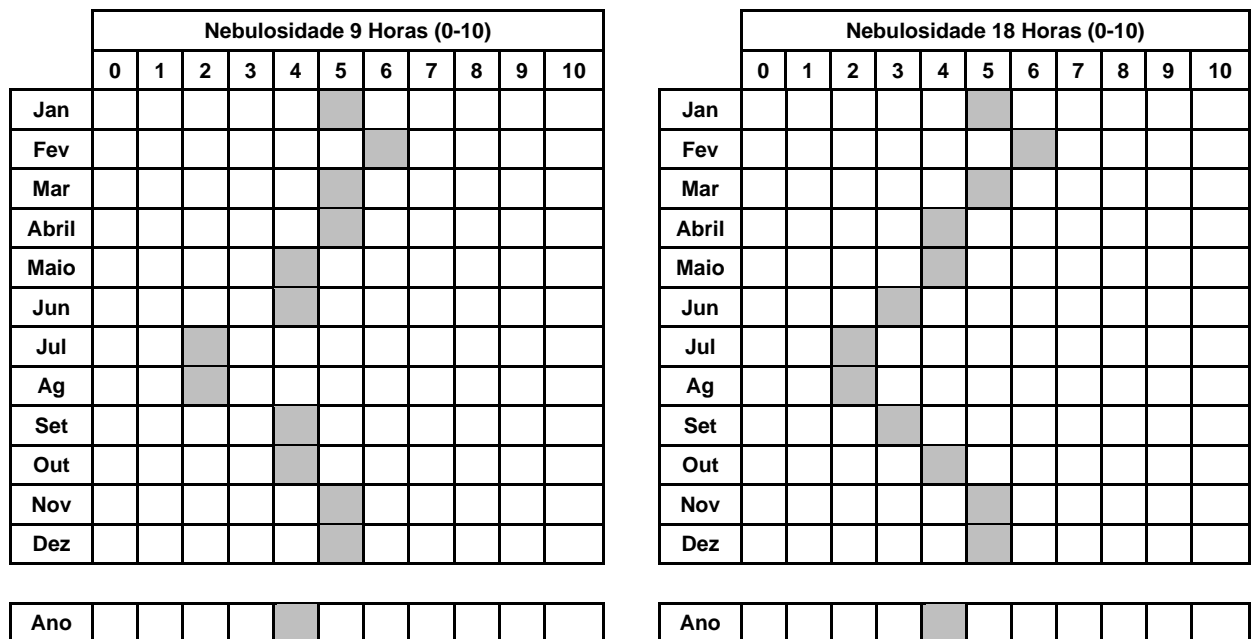 Nebulosidade 9 Horas (0-10)
0 1 2 3 4 5 6 7 8 9 10
Jan
Fev
Mar
Abril
Maio
Jun
Jul
Ag
Set
Out
Nov
Dez
Ano
Nebulosidade 18 Horas (0-10)
0 1 2 3 4 5 6 7 8 9 10
Jan
Fev
Mar
Abril
Maio
Jun
Jul
Ag
Set
Out
Nov
Dez
Ano